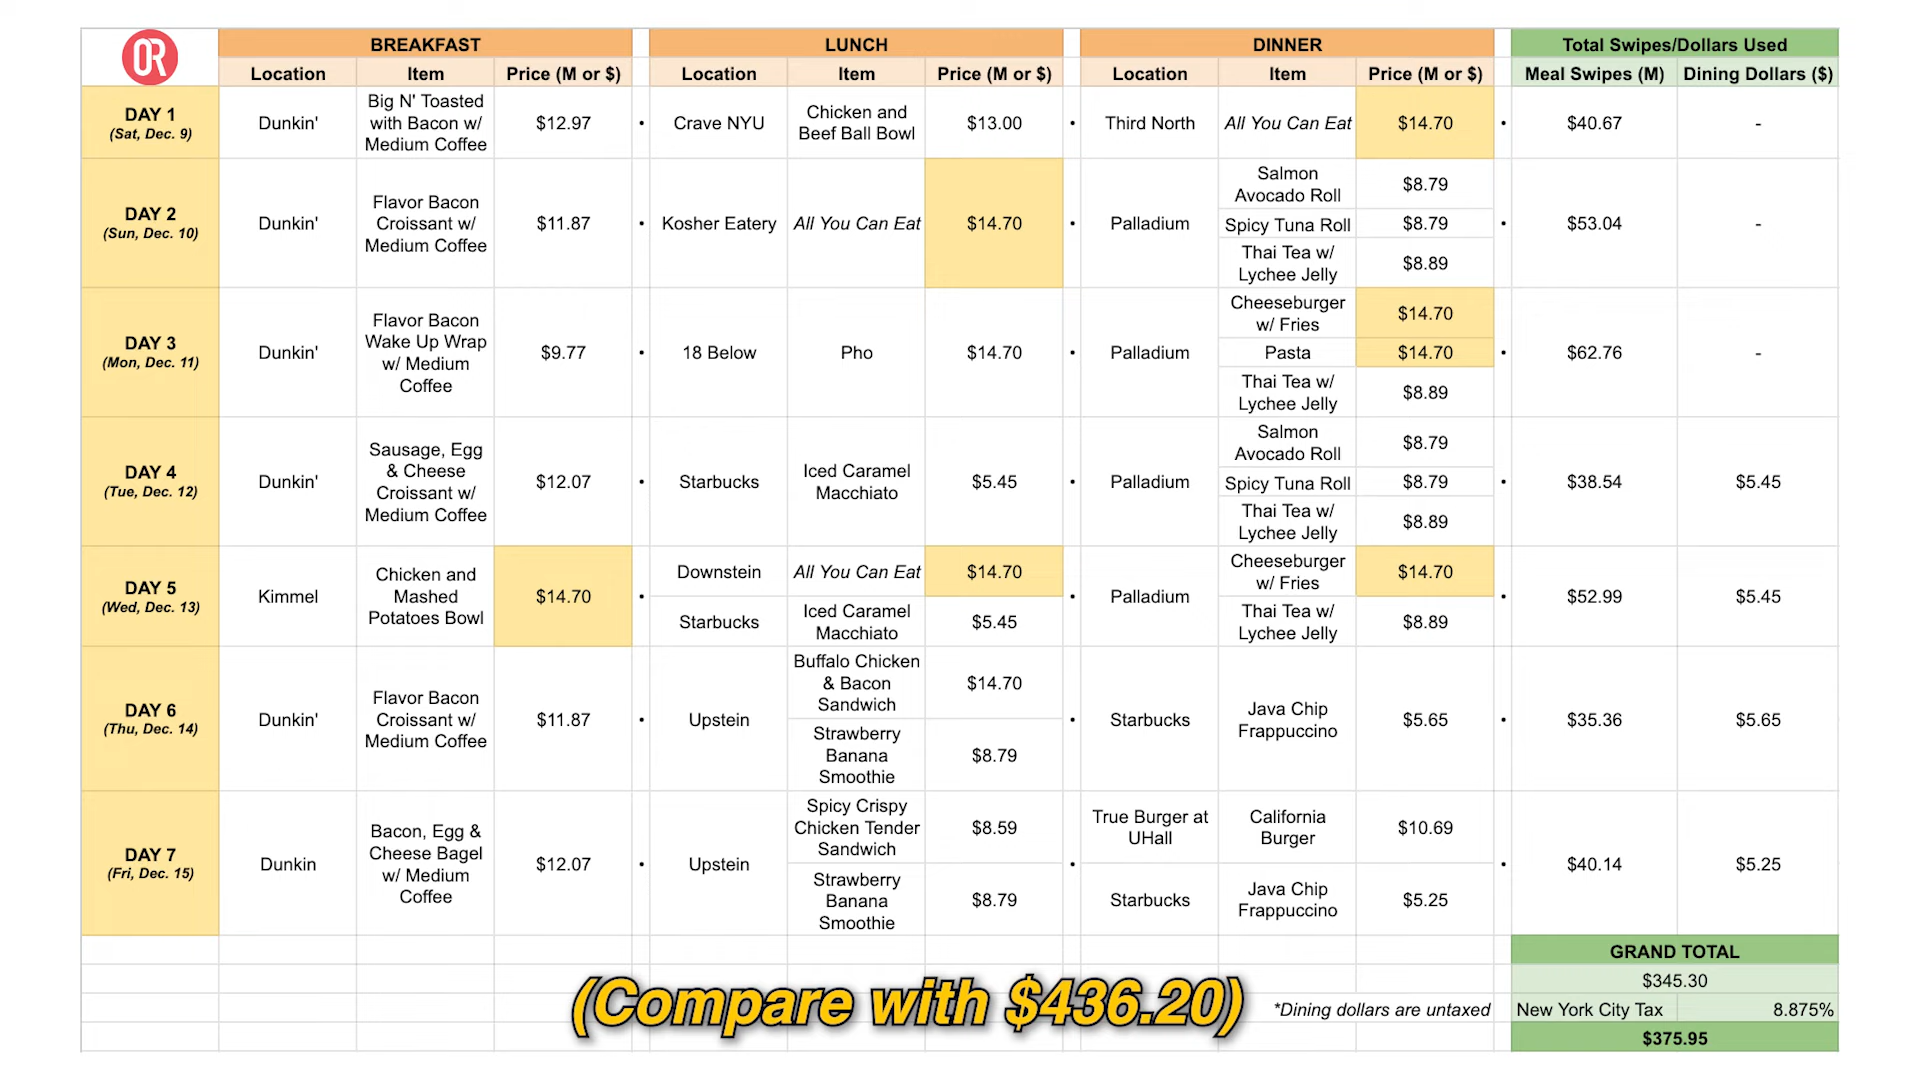 OR
BREAKFAST
LUNCH
DINNER
Total Swipes/Dollars Used
Location Item Price (M or $)
Location Item Price (M or $)
Location Item Price (M or $)
Meal Swipes (M) Dining Dollars ($)
DAY 1
(Sat, Dec. 9)
Dunkin'
Big N' Toasted
with Bacon w/
Medium Coffee
$12.97
•
Crave NYU
Chicken and
Beef Ball Bowl
$13.00
•
Third North
All You Can Eat
$14.70
•
$40.67
-
DAY 2
(Sun, Dec. 10)
Dunkin'
Flavor Bacon
Croissant w/
Medium Coffee
$11.87
•
Kosher Eatery
All You Can Eat
$14.70
•
Palladium
Salmon
Avocado Roll
$8.79
Spicy Tuna Roll
$8.79
Thai Tea w/
Lychee Jelly
$8.89
•
$53.04
-
DAY 3
(Mon, Dec. 11)
Dunkin'
Flavor Bacon
Wake Up Wrap
w/ Medium
Coffee
$9.77
•
18 Below
Pho
$14.70
•
Palladium
Cheeseburger
w/ Fries
$14.70
Pasta
$14.70
Thai Tea w/
Lychee Jelly
$8.89
•
$62.76
-
DAY 4
(Tue, Dec. 12)
Dunkin'
Sausage, Egg
& Cheese
Croissant w/
Medium Coffee
$12.07
•
Starbucks
Iced Caramel
Macchiato
$5.45
•
Palladium
Salmon
Avocado Roll
$8.79
Spicy Tuna Roll
$8.79
Thai Tea w/
Lychee Jelly
$8.89
•
$38.54
$5.45
DAY 5
(Wed, Dec. 13)
Kimmel
Chicken and
Mashed
Potatoes Bowl
$14.70
•
Downstein
All You Can Eat
$14.70
Starbucks
Iced Caramel
Macchiato
$5.45
•
Palladium
Cheeseburger
w/ Fries
$14.70
Thai Tea w/
Lychee Jelly
$8.89
•
$52.99
$5.45
DAY 6
(Thu, Dec. 14)
Dunkin'
Flavor Bacon
Croissant w/
Medium Coffee
$11.87
•
Upstein
Buffalo Chicken
& Bacon
Sandwich
$14.70
Strawberry
Banana
Smoothie
$8.79
•
Starbucks
Java Chip
Frappuccino
$5.65
•
$35.36
$5.65
DAY 7
(Fri, Dec. 15)
Dunkin
Bacon, Egg &
Cheese Bagel
w/ Medium
Coffee
$12.07
•
Upstein
Spicy Crispy
Chicken Tender
Sandwich
$8.59
Strawberry
Banana
Smoothie
$8.79
•
True Burger at
UHall
California
Burger
$10.69
Starbucks
Java Chip
Frappuccino
$5.25
•
$40.14
$5.25
GRAND TOTAL
$345.30
(Compare with $436.20)
*Dining dollars are untaxed
New York City Tax 8.875%
$375.95